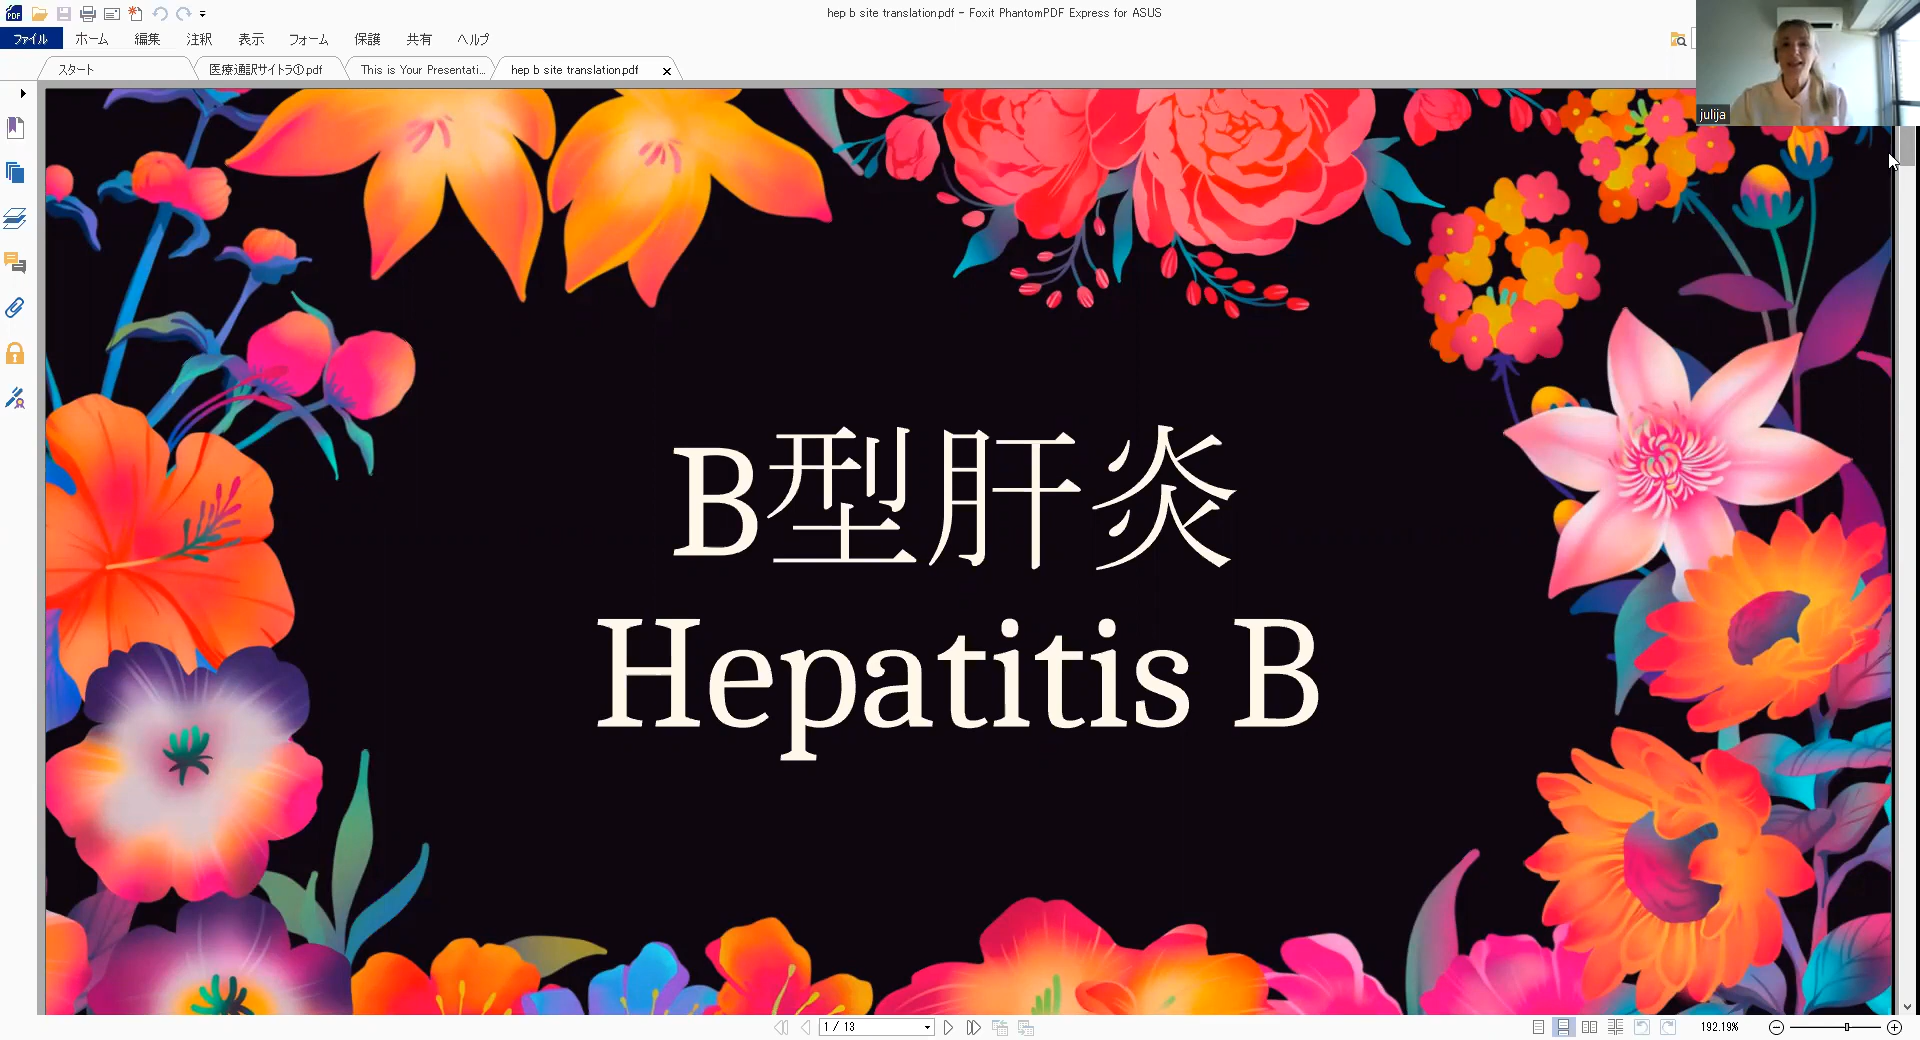 hep b site translation.pdf - Foxit PhantomPDF Express for ASUS
ファイル ホーム 編集 注釈 表示 フォーム 保護 共有 ヘルプ
スタート 医療通訳サイトラ①.pdf This is Your Presentati... hep b site translation.pdf
julija
B型肝炎
Hepatitis B
1 / 13
192.19%